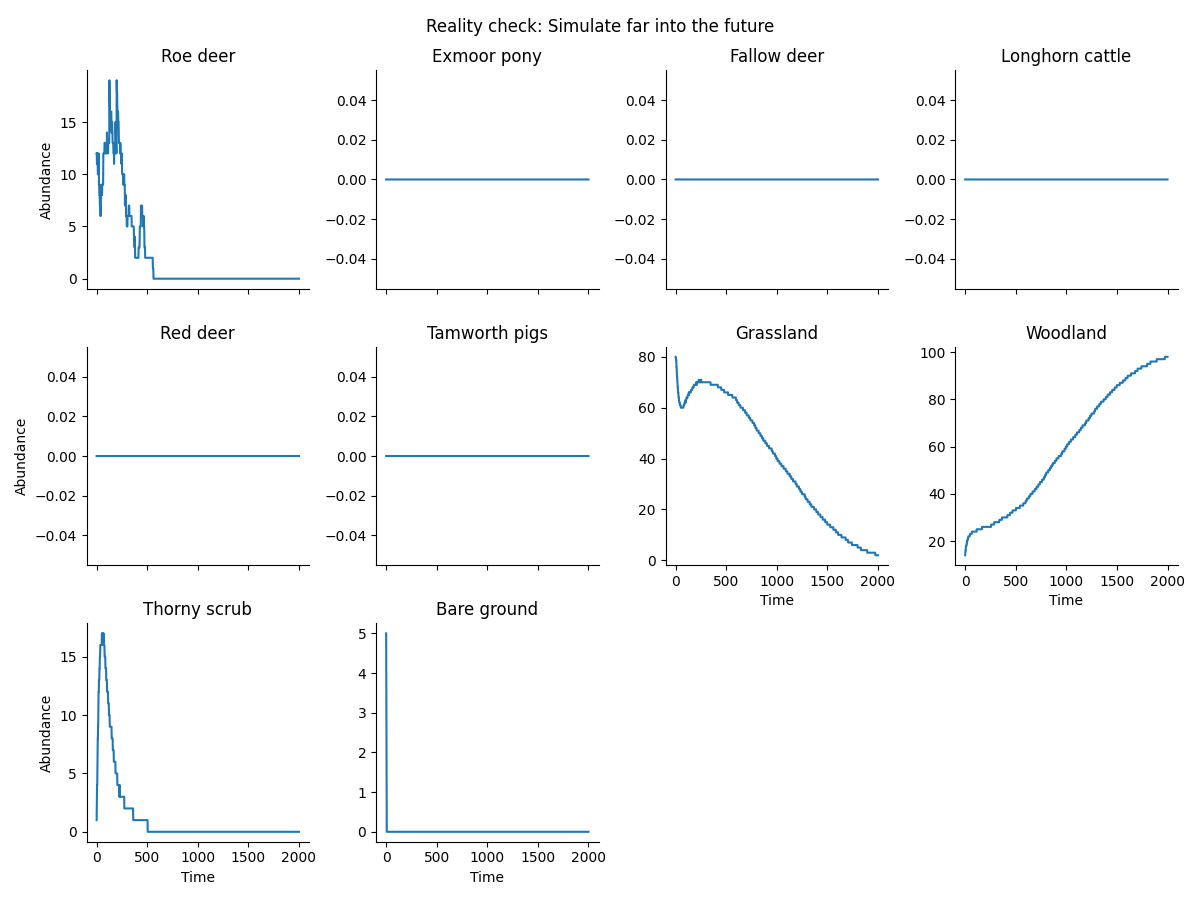 Reality check: Simulate far into the future
Roe deer
Exmoor pony
Fallow deer
Longhorn cattle
Abundance
15
10
5
0
0.04
0.02
0.00
−0.02
−0.04
0.04
0.02
0.00
−0.02
−0.04
0.04
0.02
0.00
−0.02
−0.04
0 500 1000 1500 2000
Red deer
Tamworth pigs
Grassland
Woodland
Abundance
Abundance
0.04
0.02
0.00
−0.02
−0.04
0.04
0.02
0.00
−0.02
−0.04
80
60
40
20
0
0 500 1000 1500 2000
Time
100
80
60
40
20
0 500 1000 1500 2000
Time
Thorny scrub
Bare ground
Abundance
15
10
5
0
0 500 1000 1500 2000
Time
5
4
3
2
1
0
0 500 1000 1500 2000
Time